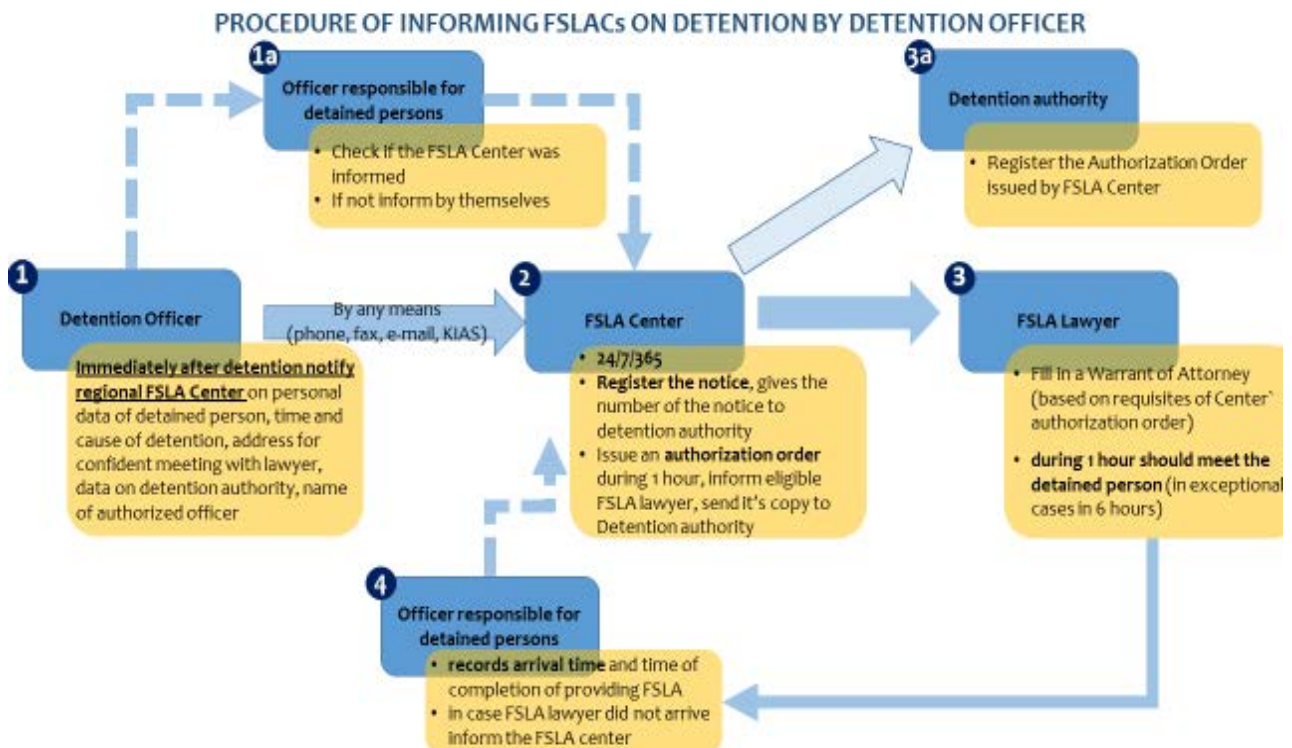 PROCEDURE OF INFORMING FSLACs ON DETENTION BY DETENTION OFFICER
1a
Officer responsible for
detained persons
• Check if the FSLA Center was
informed
• If not inform by themselves
3a
Detention authority
• Register the Authorization Order
issued by FSLA Center
1
Detention Officer
Immediately after detention notify
regional FSLA Center on personal
data of detained person, time and
cause of detention, address for
confident meeting with lawyer,
data on detention authority, name
of authorized officer
By any means
(phone, fax, e-mail, KIAS)
2
FSLA Center
• 24/7/365
• Register the notice, gives the
number of the notice to
detention authority
• Issue an authorization order
during 1 hour, inform eligible
FSLA lawyer, send it's copy to
Detention authority
3
FSLA Lawyer
• Fill in a Warrant of Attorney
(based on requisites of Center`
authorization order)
• during 1 hour should meet the
detained person (in exceptional
cases in 6 hours)
4
Officer responsible for
detained persons
• records arrival time and time of
completion of providing FSLA
• in case FSLA lawyer did not arrive
inform the FSLA center